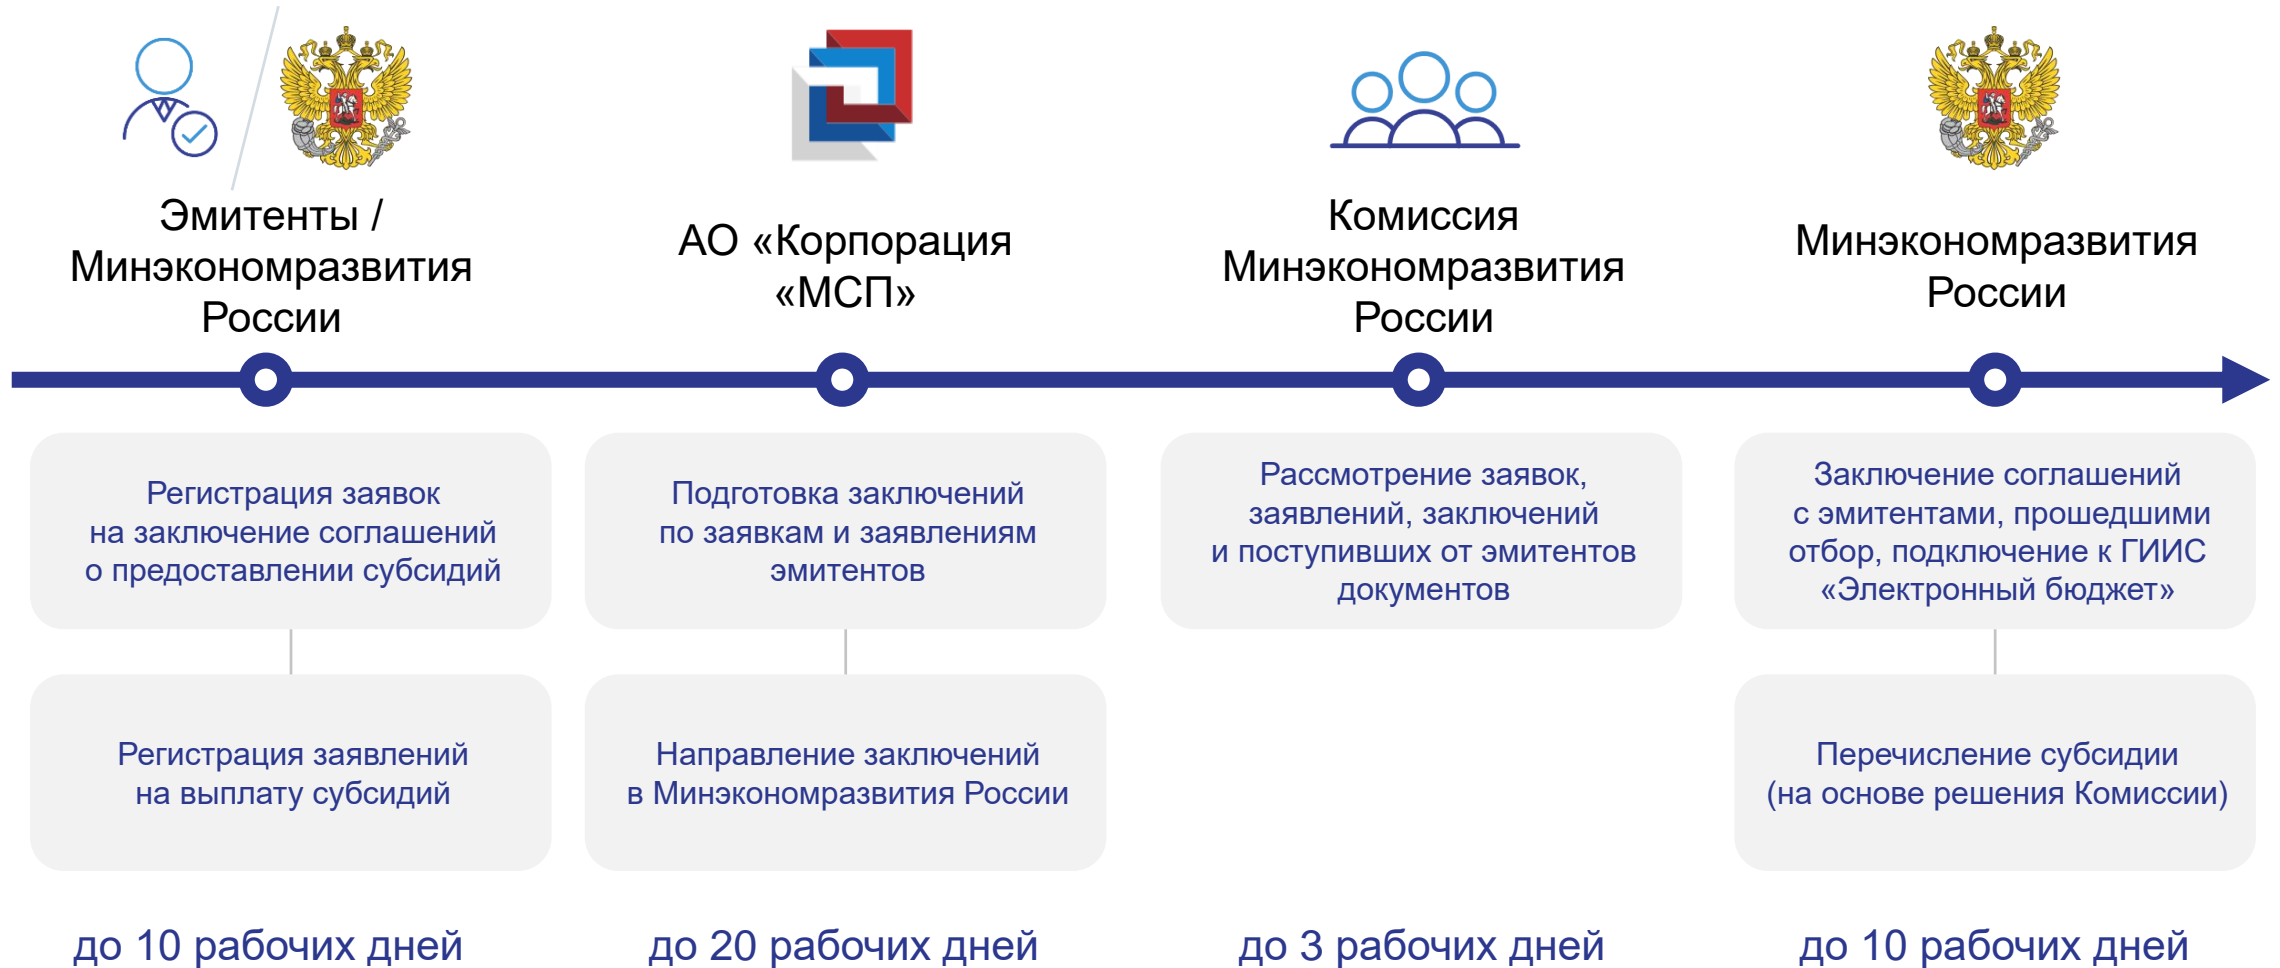 Эмитенты /
Минэкономразвития
России
АО «Корпорация
«МСП»
Комиссия
Минэкономразвития
России
Минэкономразвития
России
Регистрация заявок
на заключение соглашений
о предоставлении субсидий
Подготовка заключений
по заявкам и заявлениям
эмитентов
Рассмотрение заявок,
заявлений, заключений
и поступивших от эмитентов
документов
Заключение соглашений
с эмитентами, прошедшими
отбор, подключение к ГИИС
«Электронный бюджет»
Регистрация заявлений
на выплату субсидий
Направление заключений
в Минэкономразвития России
Перечисление субсидии
(на основе решения Комиссии)
до 10 рабочих дней
до 20 рабочих дней
до 3 рабочих дней
до 10 рабочих дней